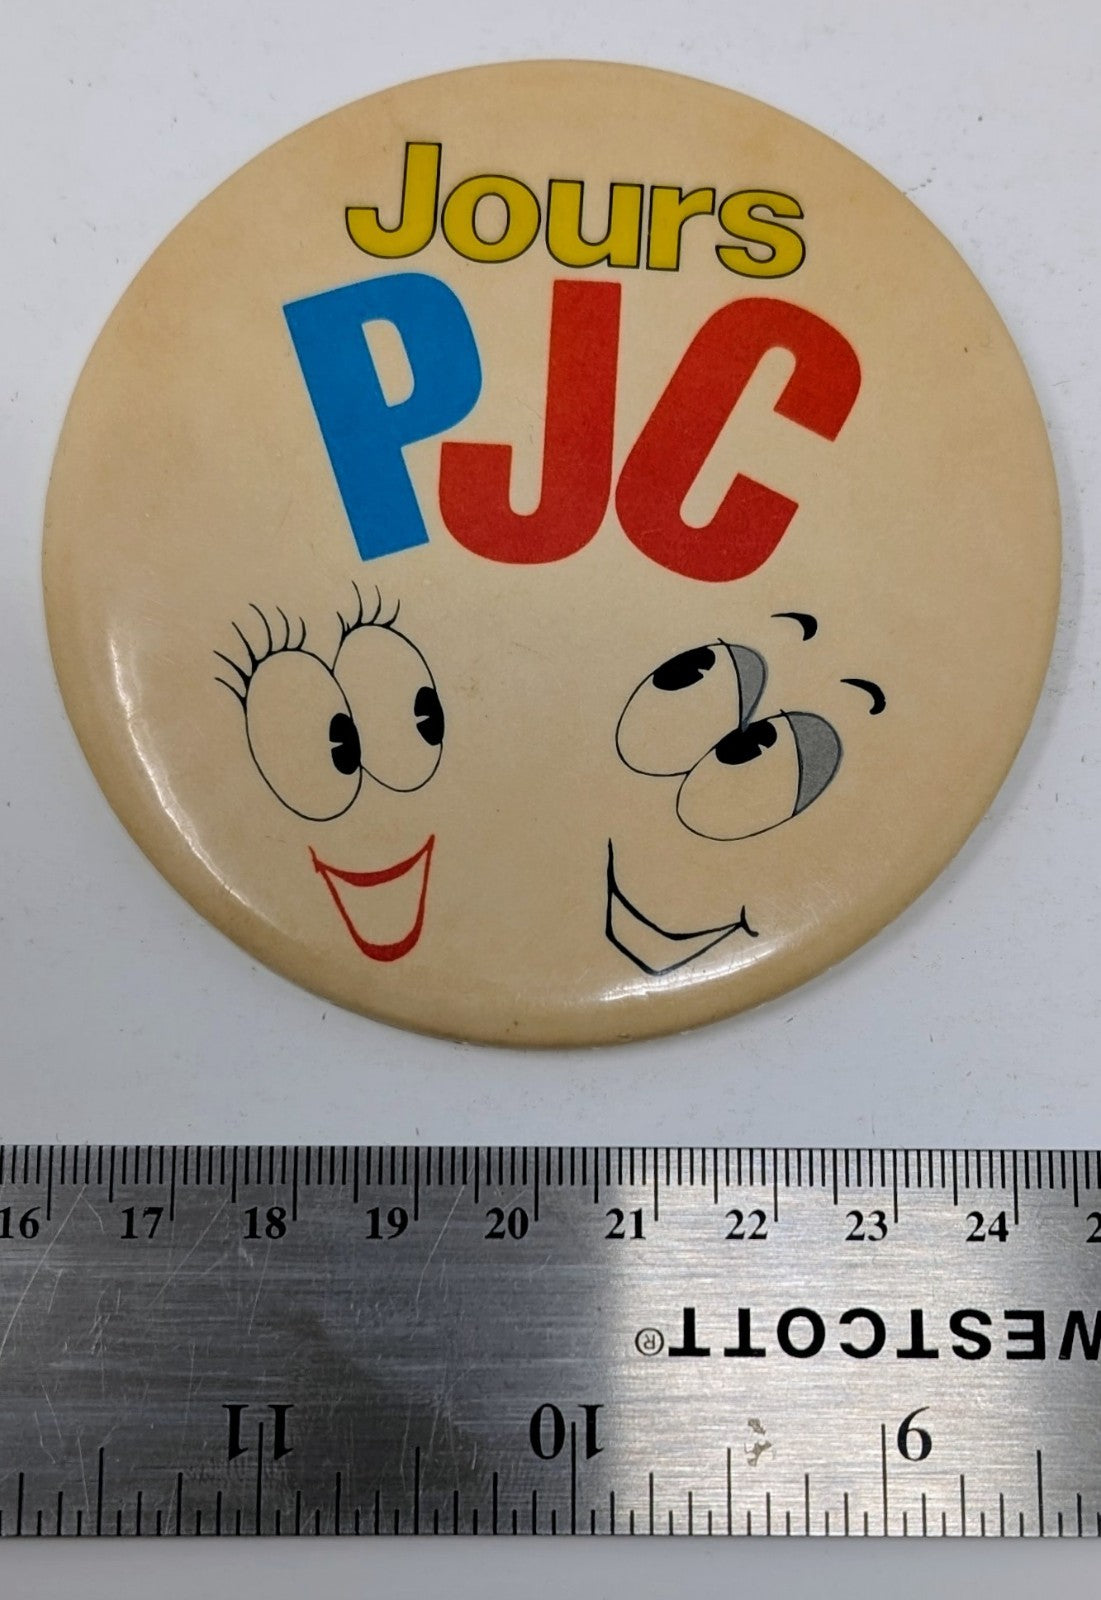 Jours
PJC
16 17 18 19 20 21 22 23 24
WESTCOTT®
11 10 9